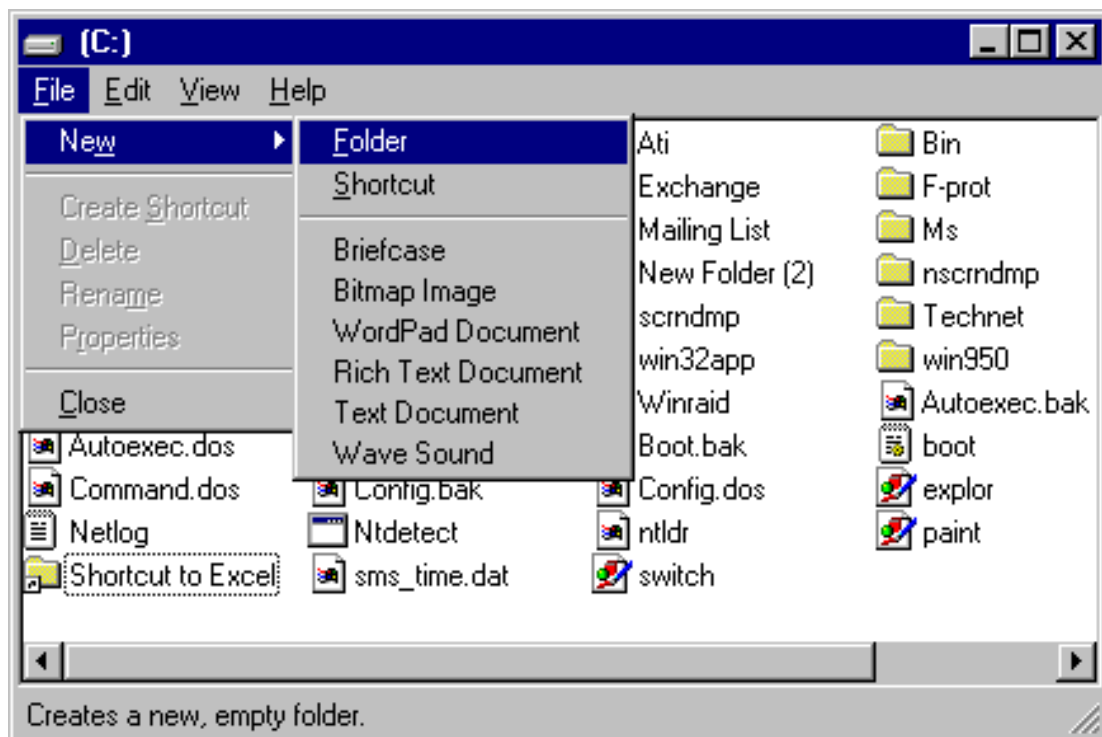 (C:)
File Edit View Help
New
Create Shortcut
Delete
Rename
Properties
Close
Folder
Shortcut
Briefcase
Bitmap Image
WordPad Document
Rich Text Document
Text Document
Wave Sound
Ati
Bin
Exchange
F-prot
Mailing List
Ms
New Folder (2)
nscrndmp
scrndmp
Technet
win32app
win950
Winraid
Autoexec.bak
Autoexec.dos
Boot.bak
boot
Command.dos
Config.bak
Config.dos
explor
Netlog
Ntdetect
ntldr
paint
Shortcut to Excel
sms_time.dat
switch
Creates a new, empty folder.